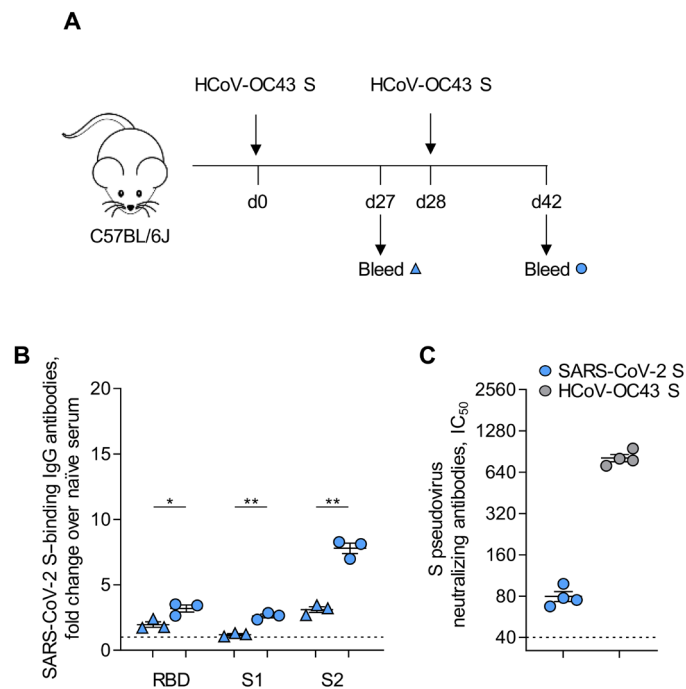 A
HCoV-OC43 S HCoV-OC43 S
d0 d27 d28 d42
C57BL/6J
Bleed Bleed
B
SARS-CoV-2 S–binding IgG antibodies,
fold change over naïve serum
20
15
10
5
0
* ** **
RBD S1 S2
C
SARS-CoV-2 S
HCoV-OC43 S
S pseudovirus
neutralizing antibodies, IC50
2560
1280
640
320
160
80
40